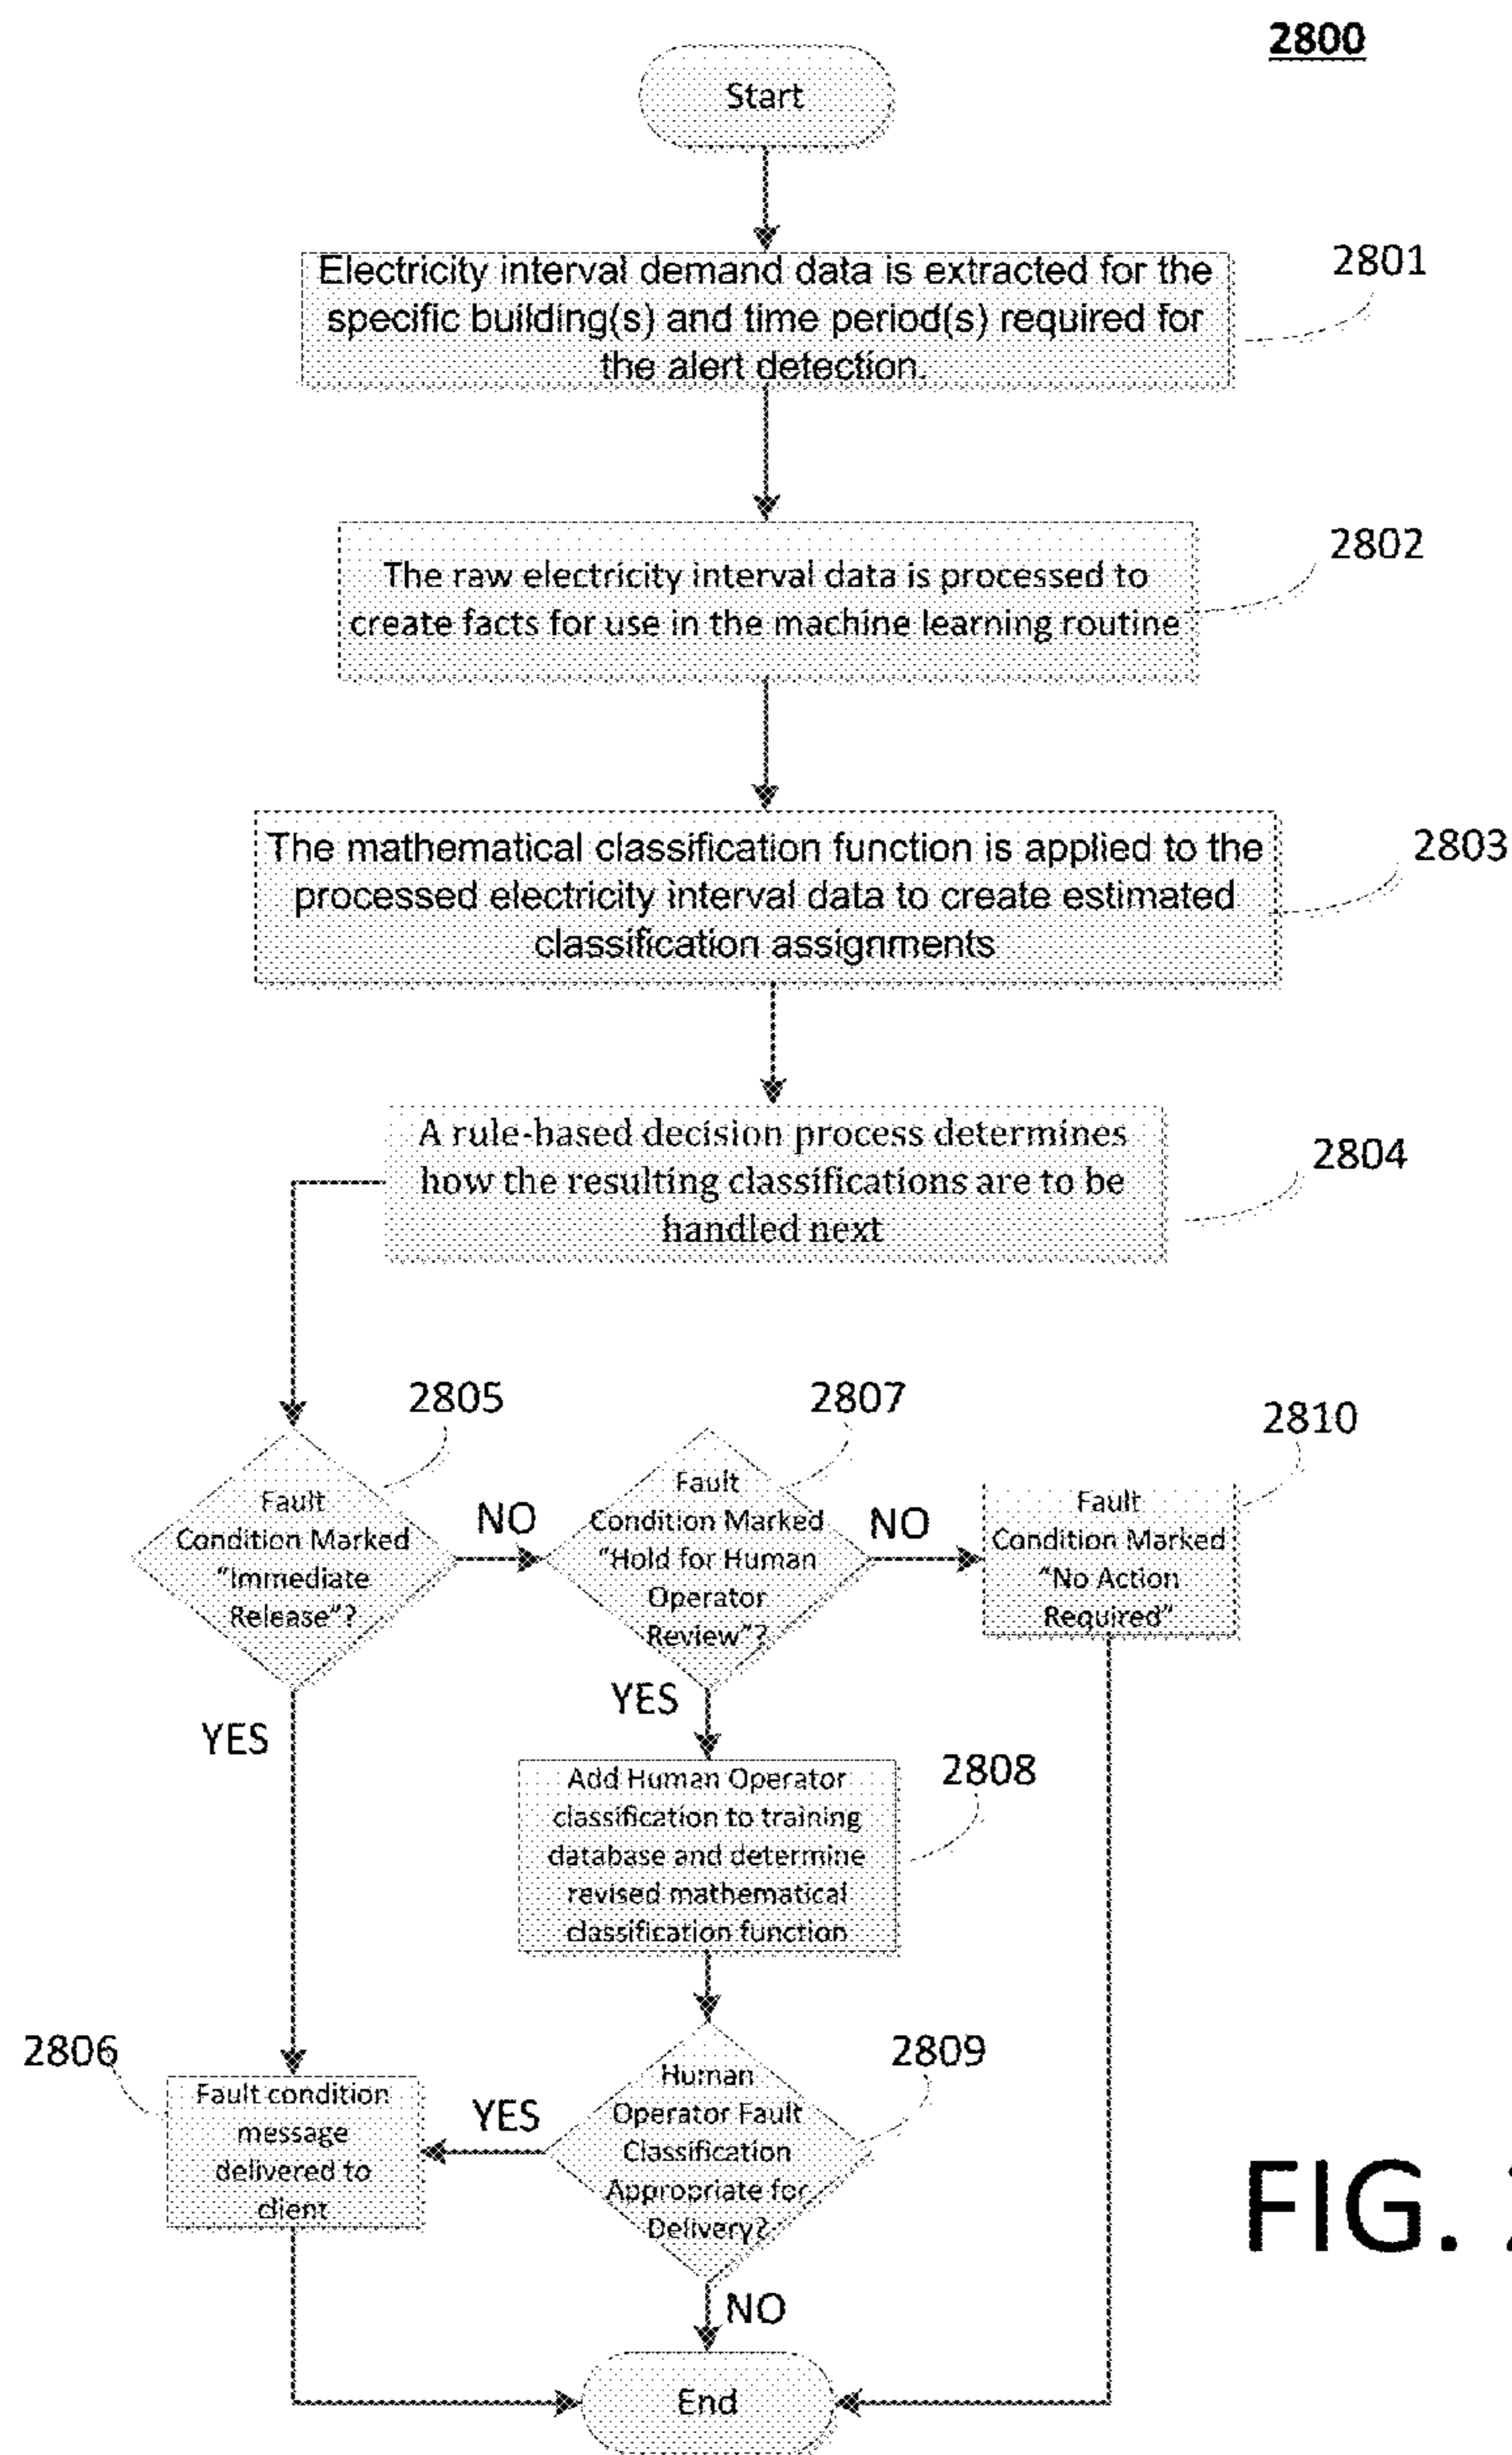 2800
Start
Electricity interval demand data is extracted for the
specific building(s) and time period(s) required for
the alert detection.
2801
The raw electricity interval data is processed to
create facts for use in the machine learning routine
2802
The mathematical classification function is applied to the
processed electricity interval data to create estimated
classification assignments
2803
A rule-based decision process determines
how the resulting classifications are to be
handled next
2804
2805
Fault
Condition Marked
"Immediate
Release"?
NO
2807
Fault
Condition Marked
"Hold for Human
Operator
Review"?
NO
2810
Fault
Condition Marked
"No Action
Required"
YES
YES
Add Human Operator
classification to training
database and determine
revised mathematical
classification function
2808
2806
Fault condition
message
delivered to
client
YES
Human
Operator Fault
Classification
Appropriate for
Delivery?
2809
NO
End
FIG.